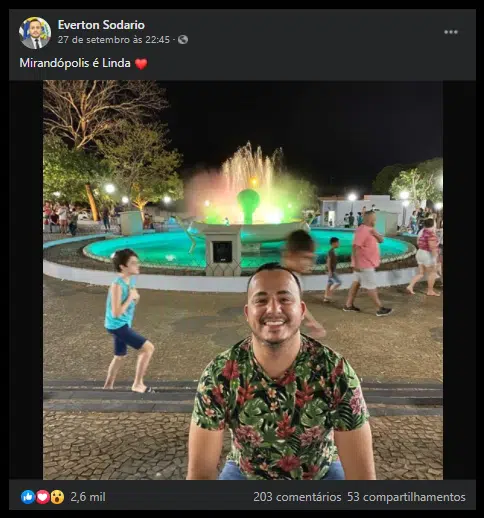 Everton Sodario
27 de setembro às 22:45 ·
Mirandópolis é Linda ❤️
2,6 mil
203 comentários 53 compartilhamentos